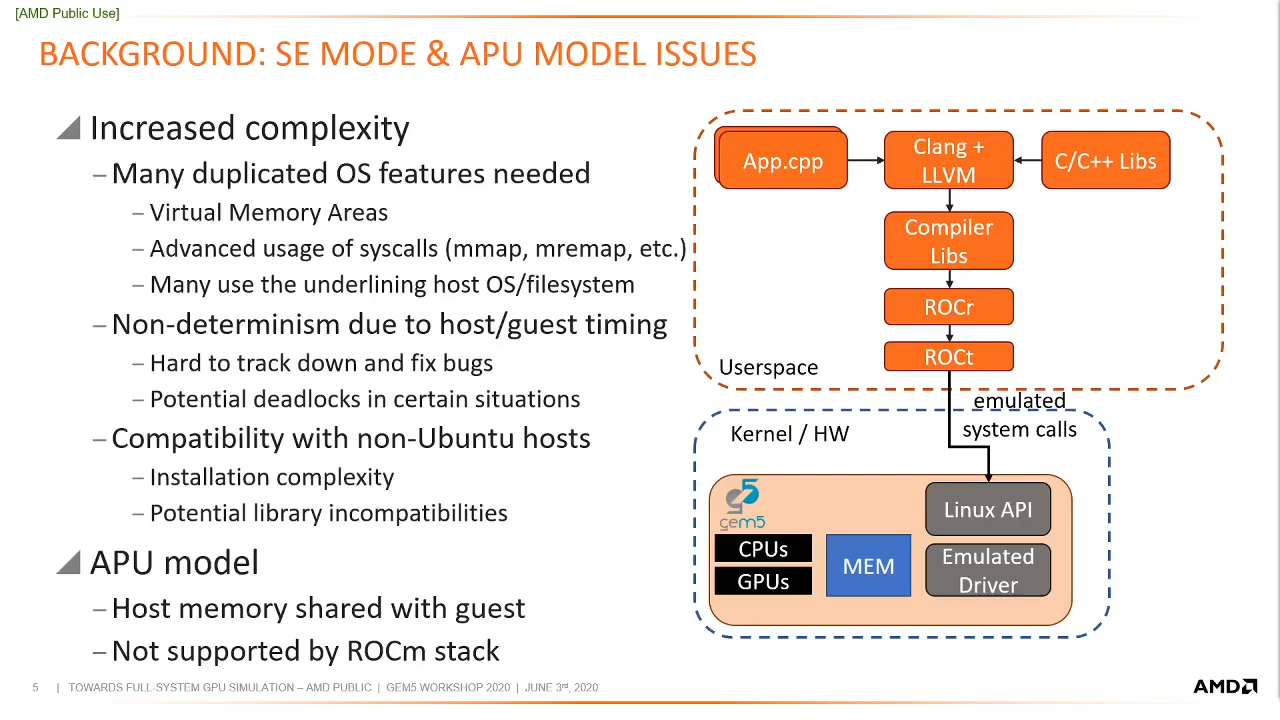 [AMD Public Use]
BACKGROUND: SE MODE & APU MODEL ISSUES
Increased complexity
– Many duplicated OS features needed
– Virtual Memory Areas
– Advanced usage of syscalls (mmap, mremap, etc.)
– Many use the underlining host OS/filesystem
– Non-determinism due to host/guest timing
– Hard to track down and fix bugs
– Potential deadlocks in certain situations
– Compatibility with non-Ubuntu hosts
– Installation complexity
– Potential library incompatibilities
APU model
– Host memory shared with guest
– Not supported by ROCm stack
App.cpp
Clang +
LLVM
C/C++ Libs
Compiler
Libs
ROCr
ROCt
Userspace
emulated
system calls
Kernel / HW
gem5
CPUs
GPUs
MEM
Linux API
Emulated
Driver
5 | TOWARDS FULL-SYSTEM GPU SIMULATION – AMD PUBLIC | GEM5 WORKSHOP 2020 | JUNE 3rd, 2020
AMD